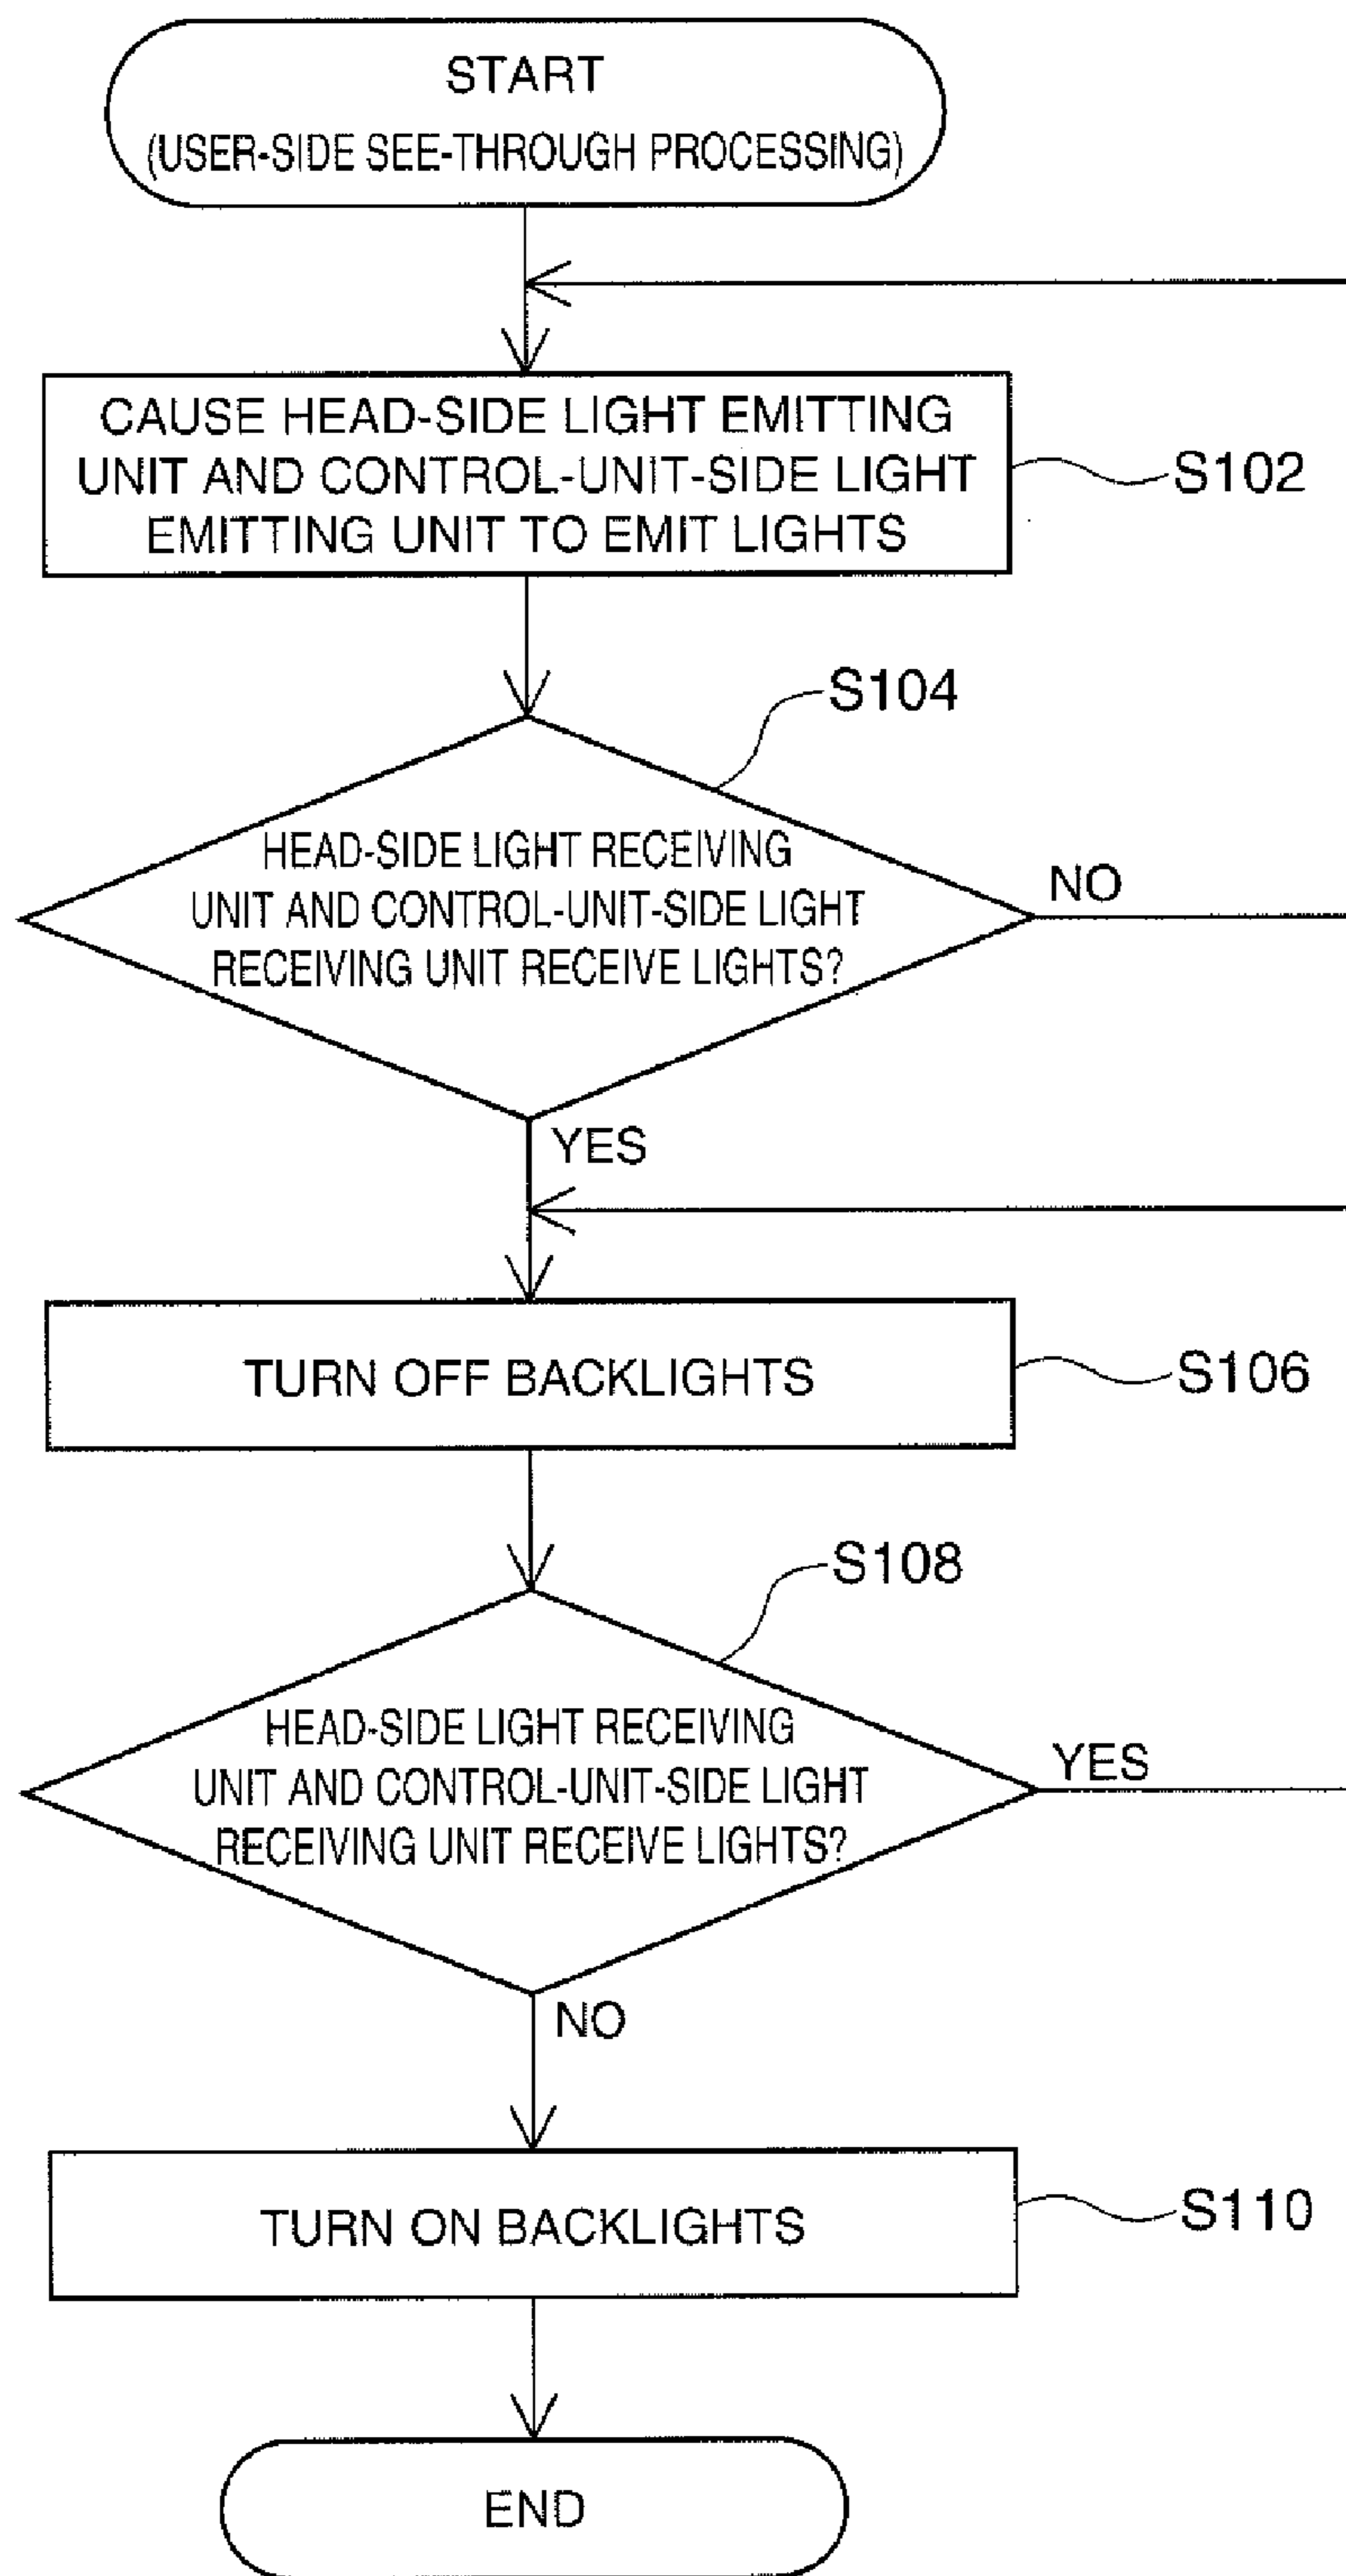 START
(USER-SIDE SEE-THROUGH PROCESSING)
CAUSE HEAD-SIDE LIGHT EMITTING
UNIT AND CONTROL-UNIT-SIDE LIGHT
EMITTING UNIT TO EMIT LIGHTS
S102
S104
HEAD-SIDE LIGHT RECEIVING
UNIT AND CONTROL-UNIT-SIDE LIGHT
RECEIVING UNIT RECEIVE LIGHTS?
NO
YES
TURN OFF BACKLIGHTS
S106
S108
HEAD-SIDE LIGHT RECEIVING
UNIT AND CONTROL-UNIT-SIDE LIGHT
RECEIVING UNIT RECEIVE LIGHTS?
YES
NO
TURN ON BACKLIGHTS
S110
END